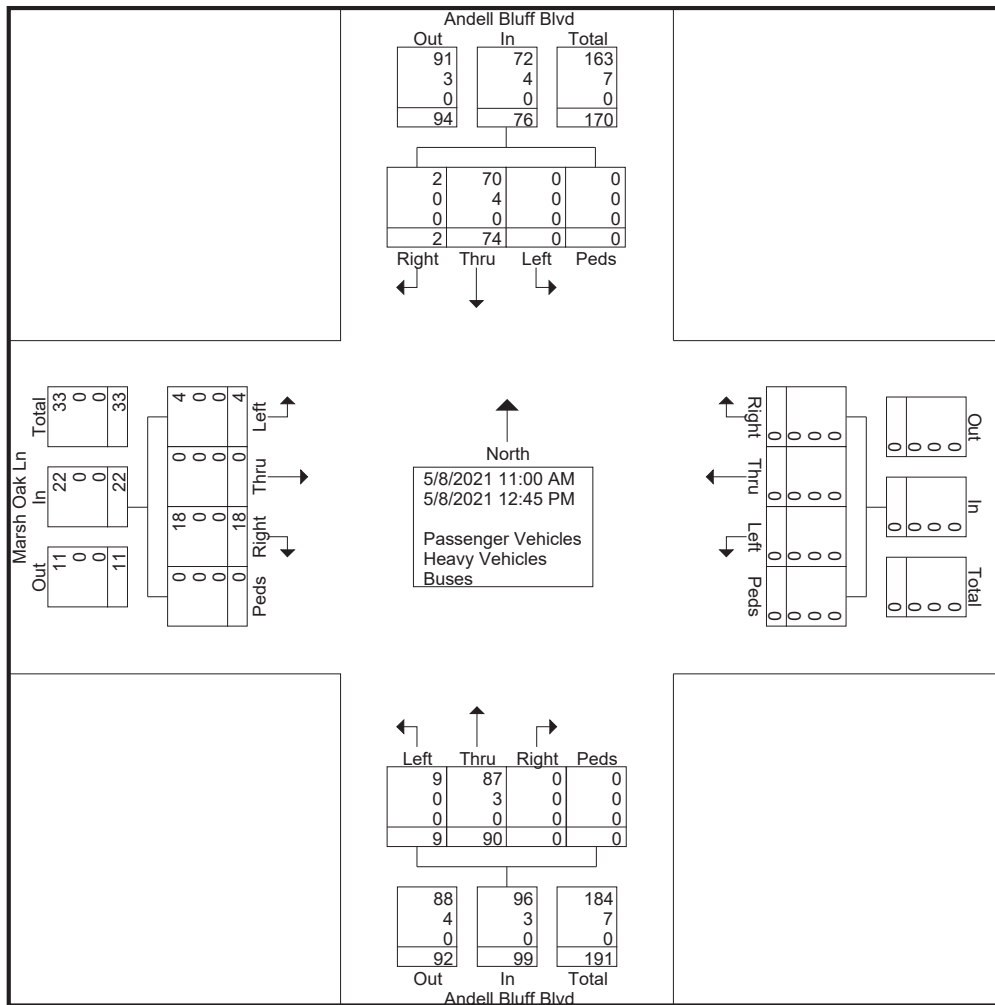 Andell Bluff Blvd
Out In Total
91 72 163
3 4 7
0 0 0
94 76 170
2 70 0 0
0 4 0 0
0 0 0 0
2 74 0 0
Right Thru Left Peds
Marsh Oak Ln
Total
33
0
0
33
In
22
0
0
22
Out
11
0
0
11
4
0
0
4
Left
0
0
0
0
Thru
18
0
0
18
Right
0
0
0
0
Peds
North
5/8/2021 11:00 AM
5/8/2021 12:45 PM
Passenger Vehicles
Heavy Vehicles
Buses
Right
0
0
0
0
Thru
0
0
0
0
Left
0
0
0
0
Peds
0
0
0
0
Out
0
0
0
0
In
0
0
0
0
Total
0
0
0
0
Left Thru Right Peds
9 87 0 0
0 3 0 0
0 0 0 0
9 90 0 0
88 96 184
4 3 7
0 0 0
92 99 191
Out In Total
Andell Bluff Blvd